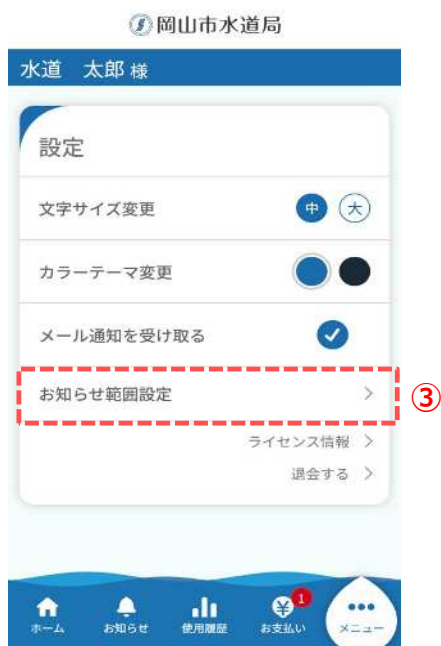 岡山市水道局
水道　太郎 様
設定
文字サイズ変更 中 大
カラーテーマ変更
メール通知を受け取る
お知らせ範囲設定 >
③
ライセンス情報 >
退会する >
1
ホーム お知らせ 使用履歴 お支払い メニュー